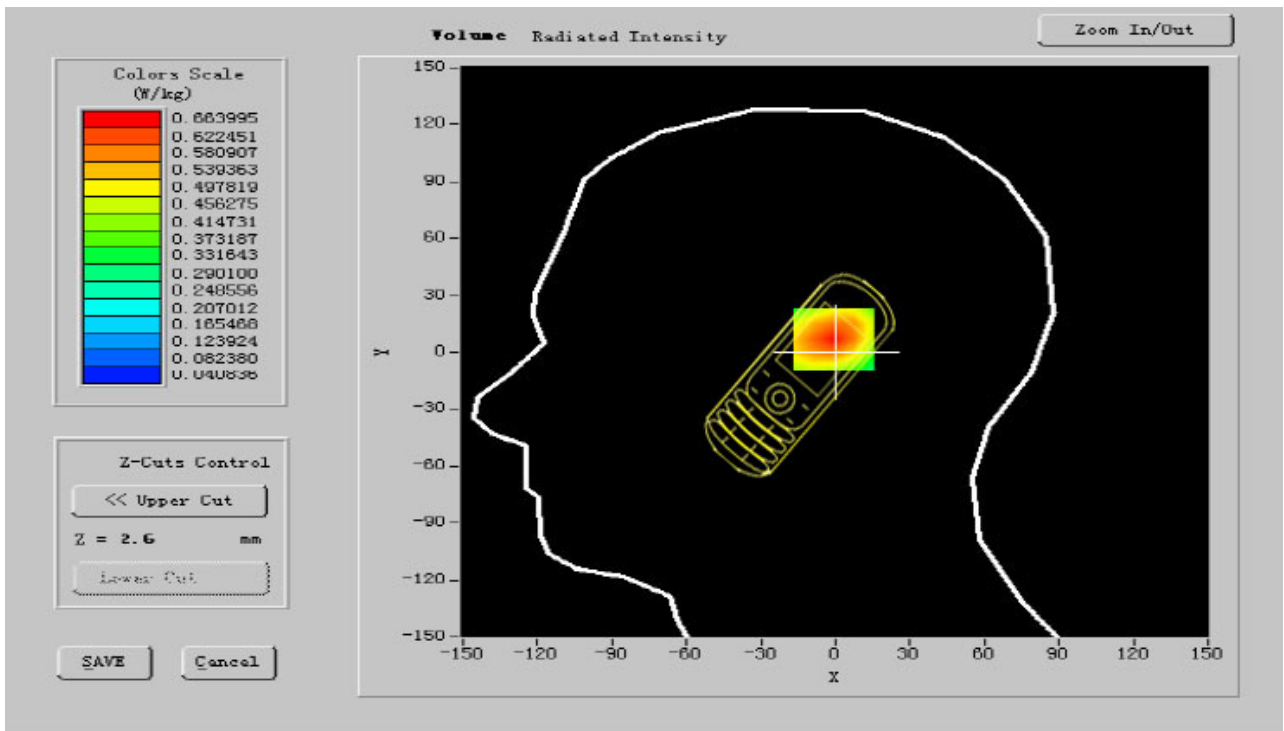 Volume Radiated Intensity
Zoom In/Out
Colors Scale
(W/kg)
0.663995
0.622451
0.580907
0.539363
0.497819
0.456275
0.414731
0.373187
0.331643
0.290100
0.248556
0.207012
0.165468
0.123924
0.082380
0.040836
Z-Cuts Control
<< Upper Cut
Z = 2.6 mm
Lower Cut
SAVE
Cancel
150
120
90
60
30
0
-30
-60
-90
-120
-150
Y
-150 -120 -90 -60 -30 0 30 60 90 120 150
X